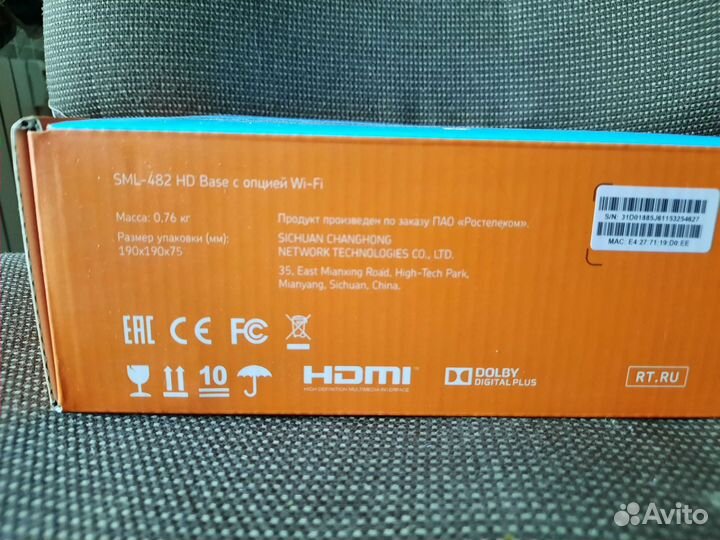 SML-482 HD Base с опцией Wi-Fi
Масса: 0,76 кг
Размер упаковки (мм):
190x190x75
Продукт произведен по заказу ПАО «Ростелеком».
SICHUAN CHANGHONG
NETWORK TECHNOLOGIES CO., LTD.
35, East Mianxing Road, High-Tech Park,
Mianyang, Sichuan, China.
S/N: 31D01885J61153254627
MAC: E4:27:71:19:D0:EE
EAC CE FC
10
HDMI
HIGH DEFINITION MULTIMEDIA INTERFACE
DOLBY
DIGITAL PLUS
RT.RU
Avito